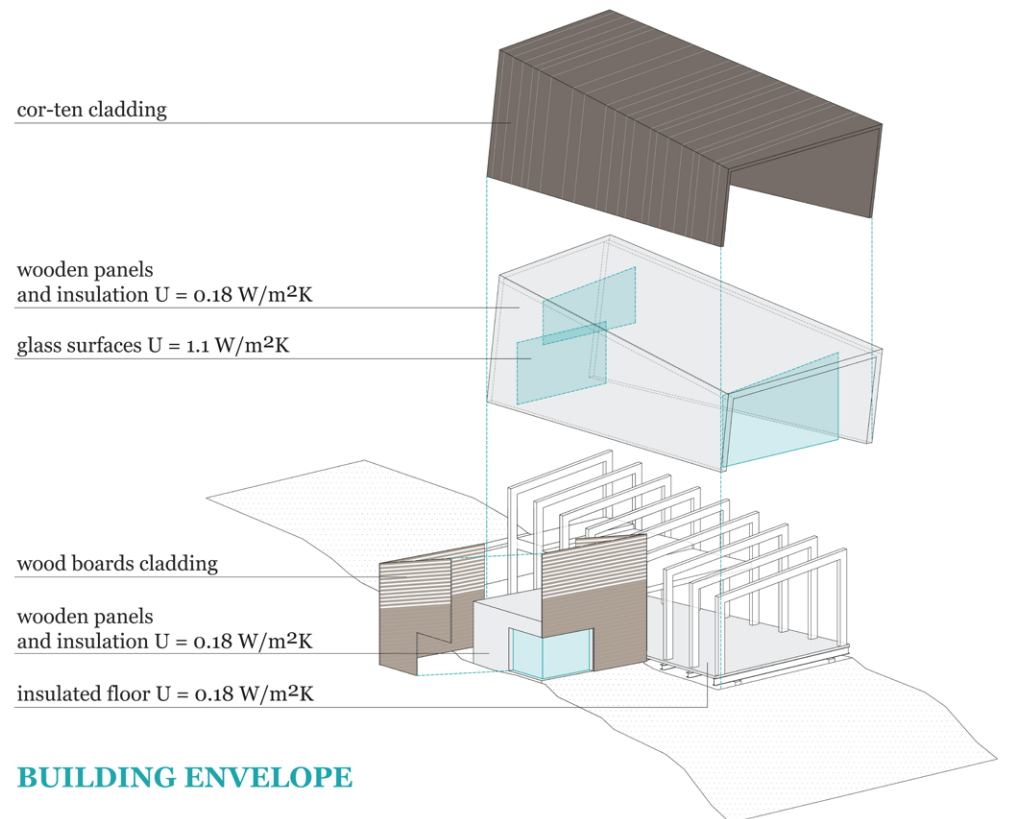 cor-ten cladding
wooden panels
and insulation U = 0.18 W/m²K
glass surfaces U = 1.1 W/m²K
wood boards cladding
wooden panels
and insulation U = 0.18 W/m²K
insulated floor U = 0.18 W/m²K
BUILDING ENVELOPE